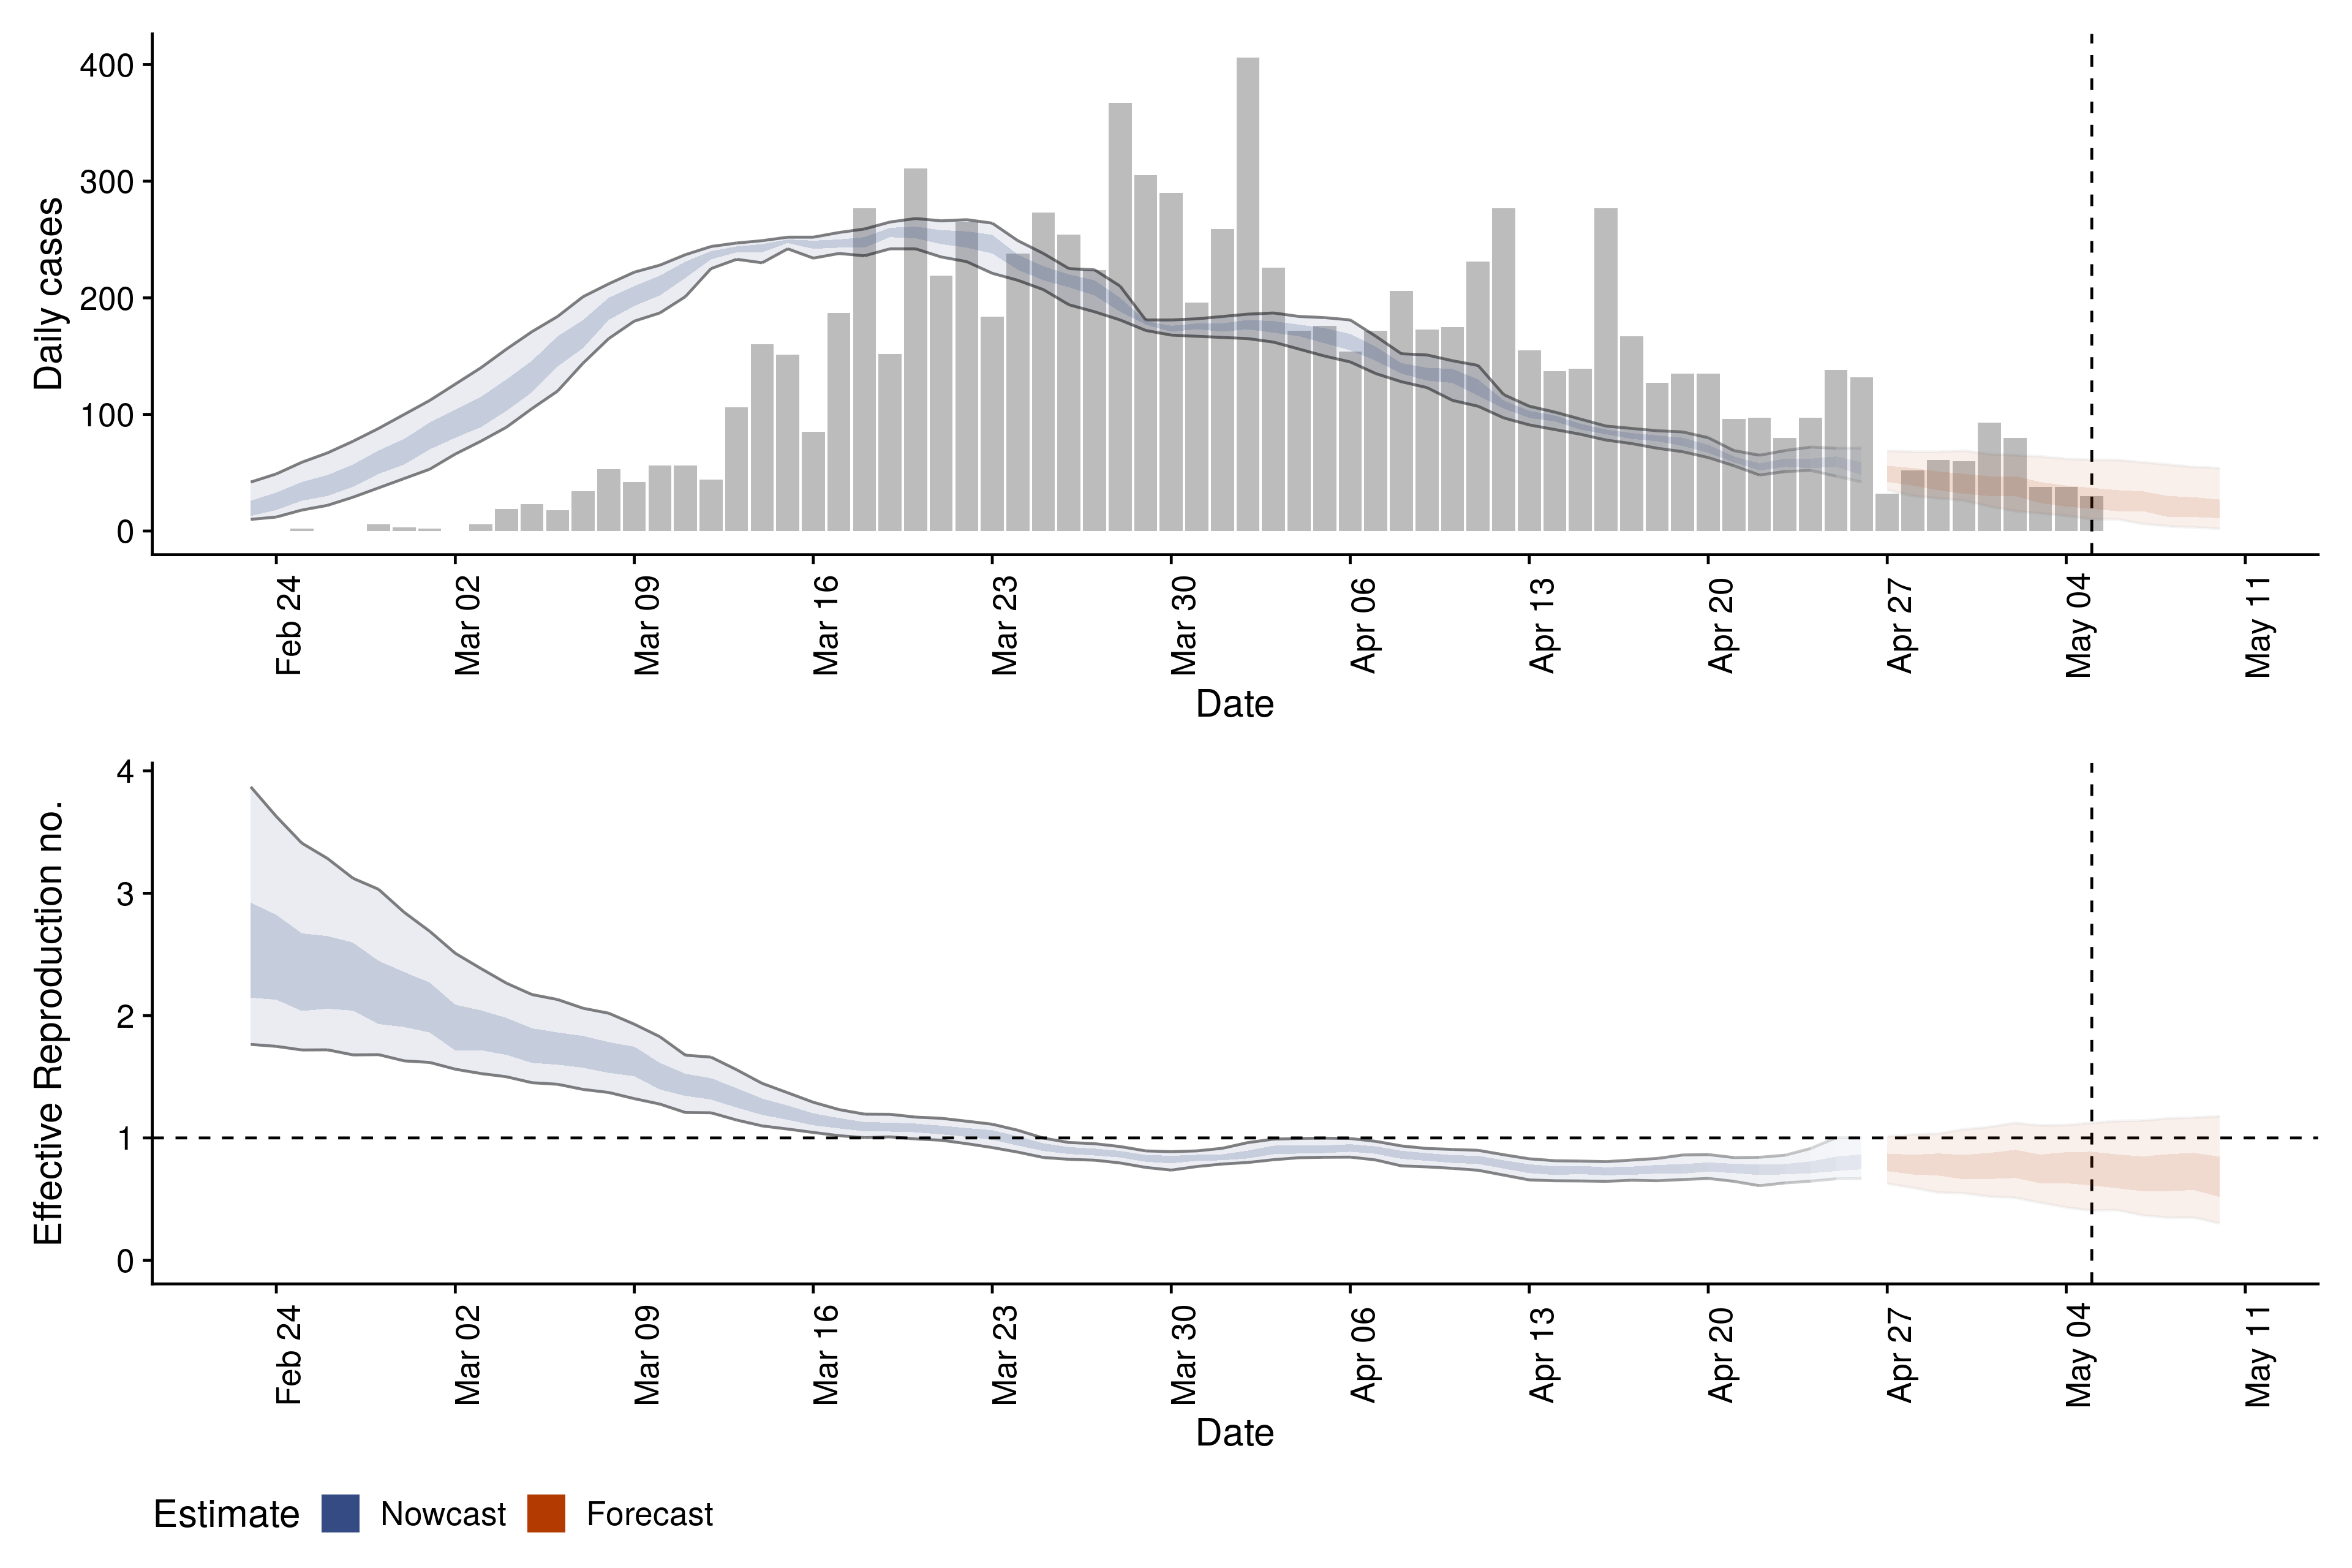 Daily cases
400
300
200
100
0
Feb 24
Mar 02
Mar 09
Mar 16
Mar 23
Mar 30
Apr 06
Apr 13
Apr 20
Apr 27
May 04
May 11
Date
Effective Reproduction no.
4
3
2
1
0
Feb 24
Mar 02
Mar 09
Mar 16
Mar 23
Mar 30
Apr 06
Apr 13
Apr 20
Apr 27
May 04
May 11
Date
Estimate Nowcast Forecast